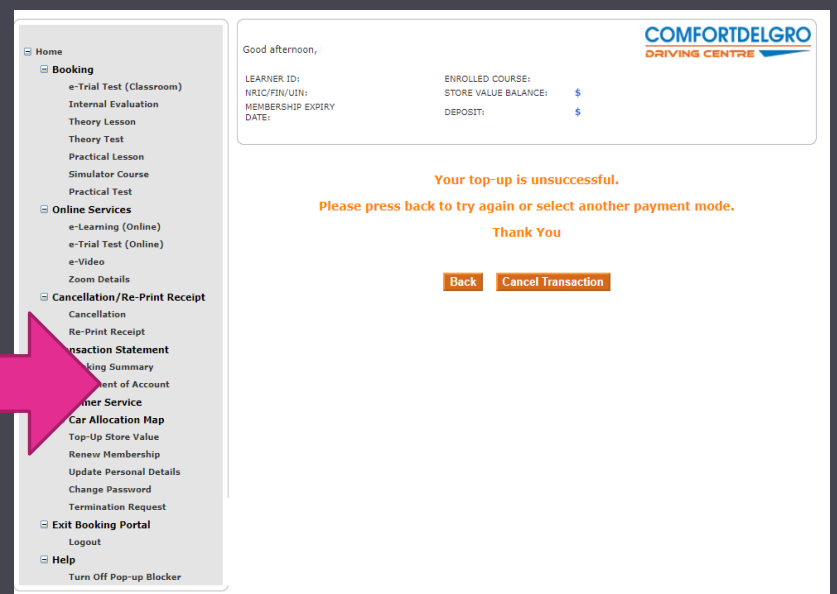 Home
Booking
e-Trial Test (Classroom)
Internal Evaluation
Theory Lesson
Theory Test
Practical Lesson
Simulator Course
Practical Test
Online Services
e-Learning (Online)
e-Trial Test (Online)
e-Video
Zoom Details
Cancellation/Re-Print Receipt
Cancellation
Re-Print Receipt
Statement
Summary
of Account
Service
Car Allocation Map
Top-Up Store Value
Renew Membership
Update Personal Details
Change Password
Termination Request
Exit Booking Portal
Logout
Help
Turn Off Pop-up Blocker
Good afternoon,
COMFORTDELGRO
DRIVING CENTRE
LEARNER ID: ENROLLED COURSE:
NRIC/FIN/UIN: STORE VALUE BALANCE: $
MEMBERSHIP EXPIRY
DATE: DEPOSIT: $
Your top-up is unsuccessful.
Please press back to try again or select another payment mode.
Thank You
Back Cancel Transaction